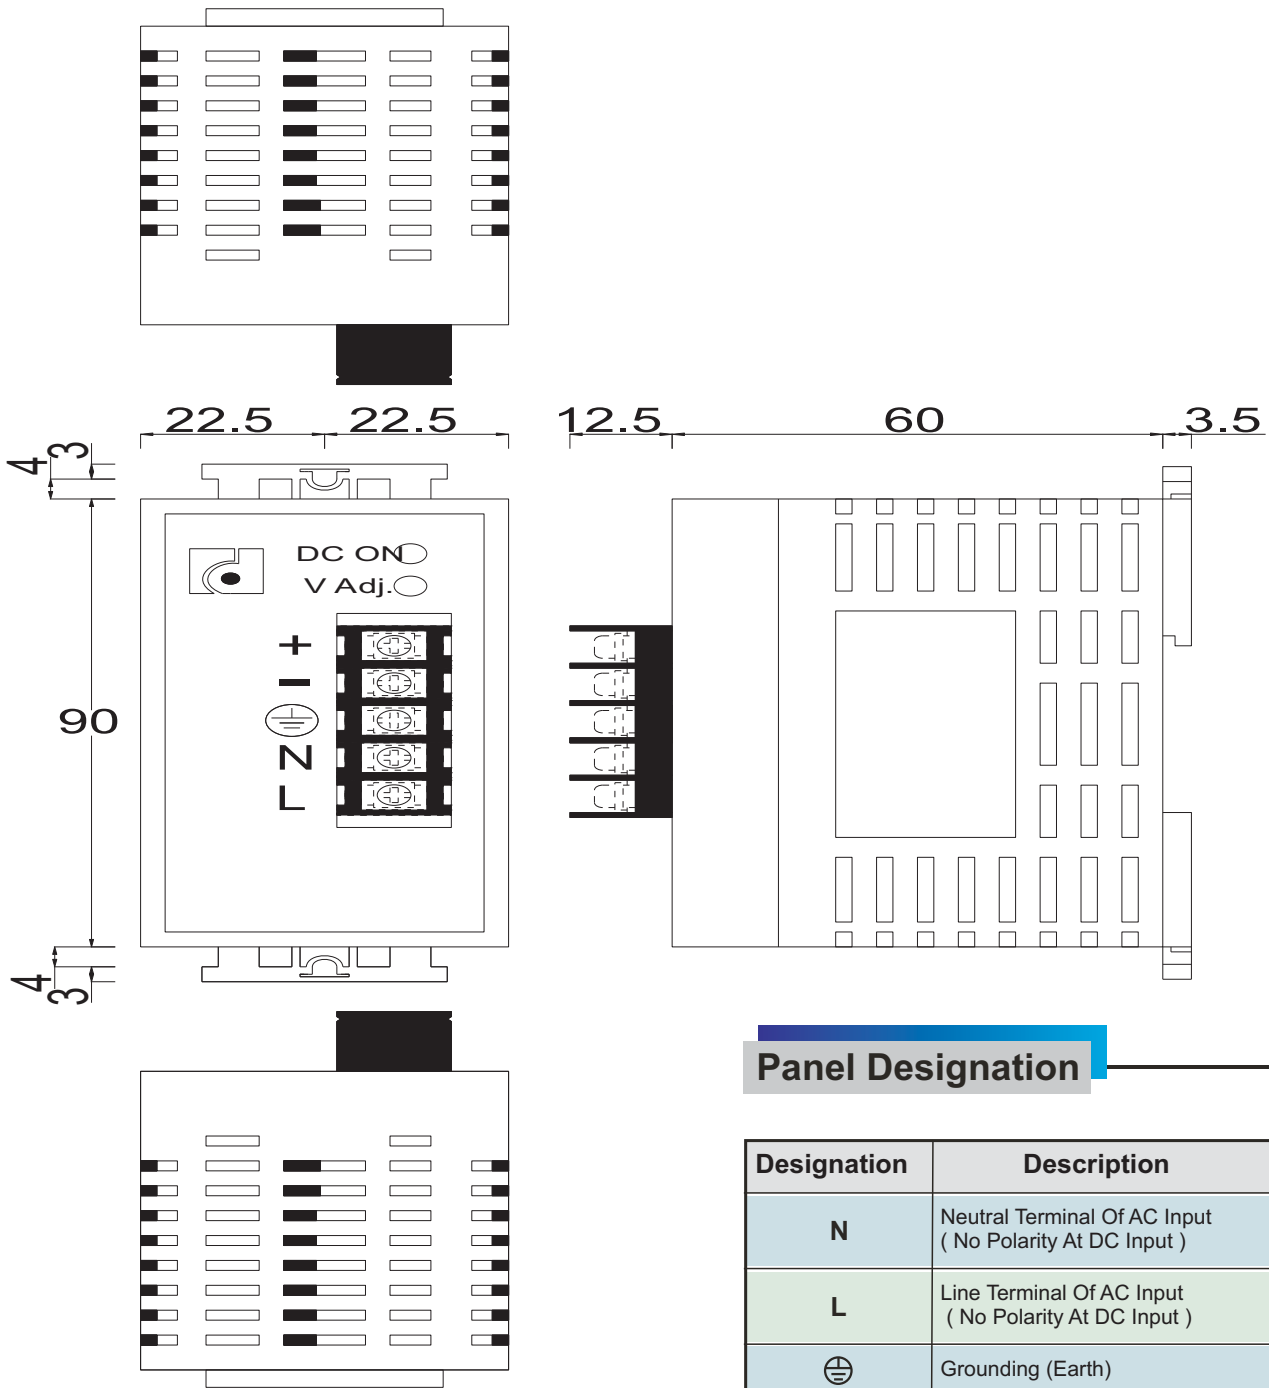 22.5 22.5 12.5 60 3.5
4 3
DC ON
V Adj.
+
–
90
N
L
4 3
Panel Designation
Designation Description
N Neutral Terminal Of AC Input
( No Polarity At DC Input )
L Line Terminal Of AC Input
( No Polarity At DC Input )
Grounding (Earth)